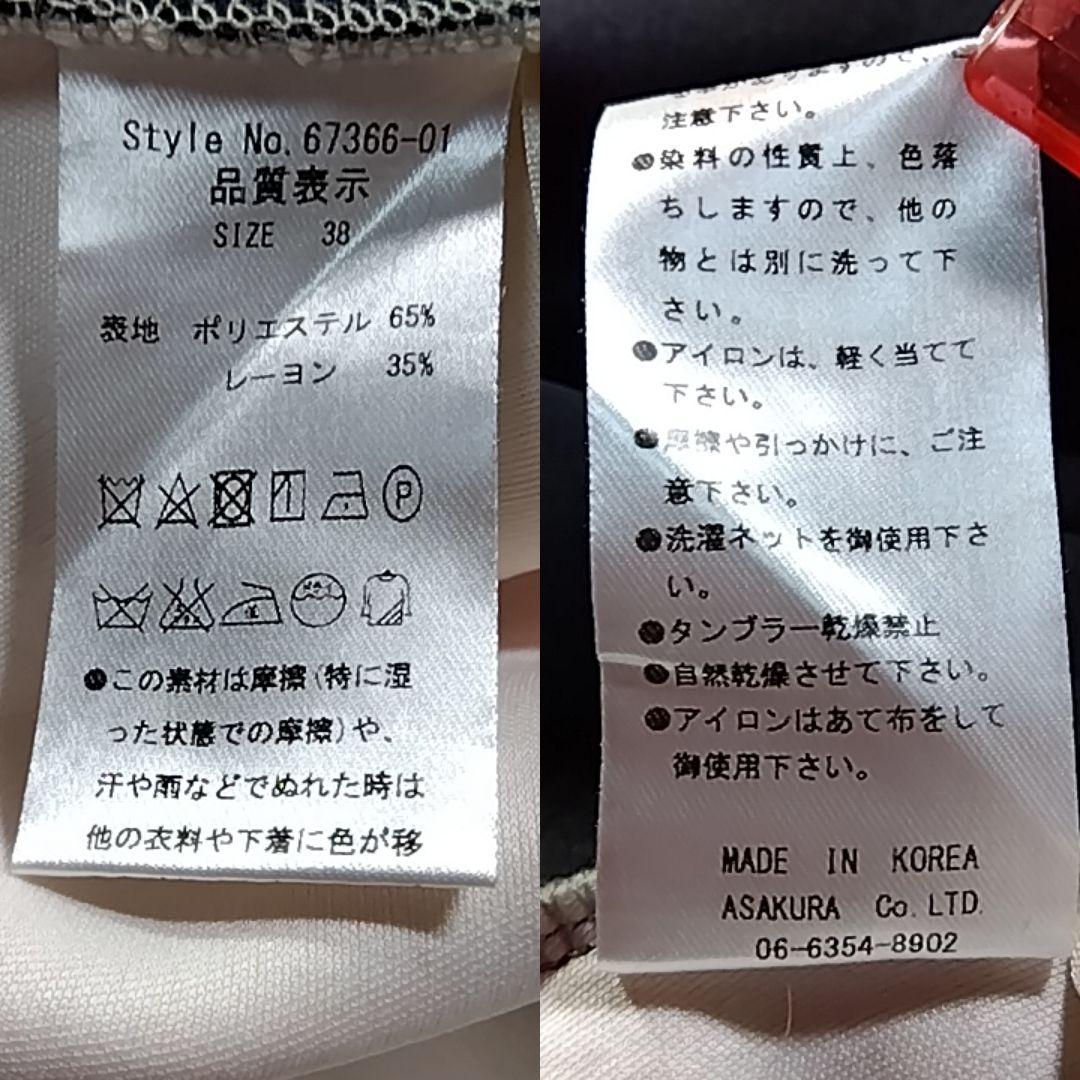 Style No. 67366-01
品質表示
SIZE 38
表地 ポリエステル 65%
レーヨン 35%
P
●この素材は摩擦(特に湿
った状態での摩擦)や、
汗や雨などでぬれた時は
他の衣料や下着に色が移
りますので、
注意下さい。
●染料の性質上、色落
ちしますので、他の
物とは別に洗って下
さい。
●アイロンは、軽く当てて
下さい。
●摩擦や引っかけに、ご注
意下さい。
●洗濯ネットを御使用下さ
い。
●タンブラー乾燥禁止
●自然乾燥させて下さい。
●アイロンはあて布をして
御使用下さい。
MADE IN KOREA
ASAKURA Co.LTD.
06-6354-8902